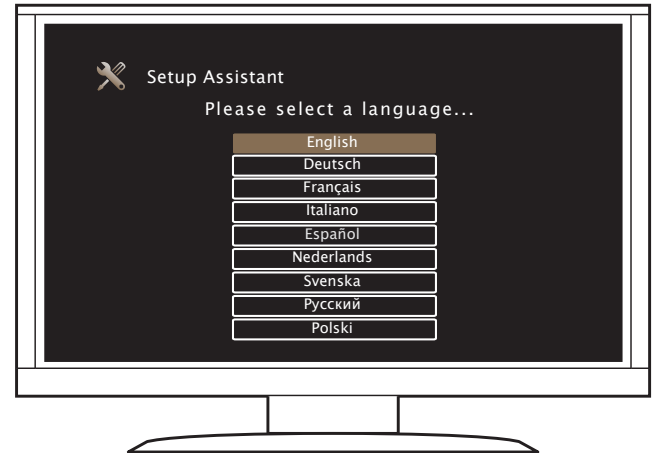 Setup Assistant
Please select a language...
English
Deutsch
Français
Italiano
Español
Nederlands
Svenska
Русский
Polski